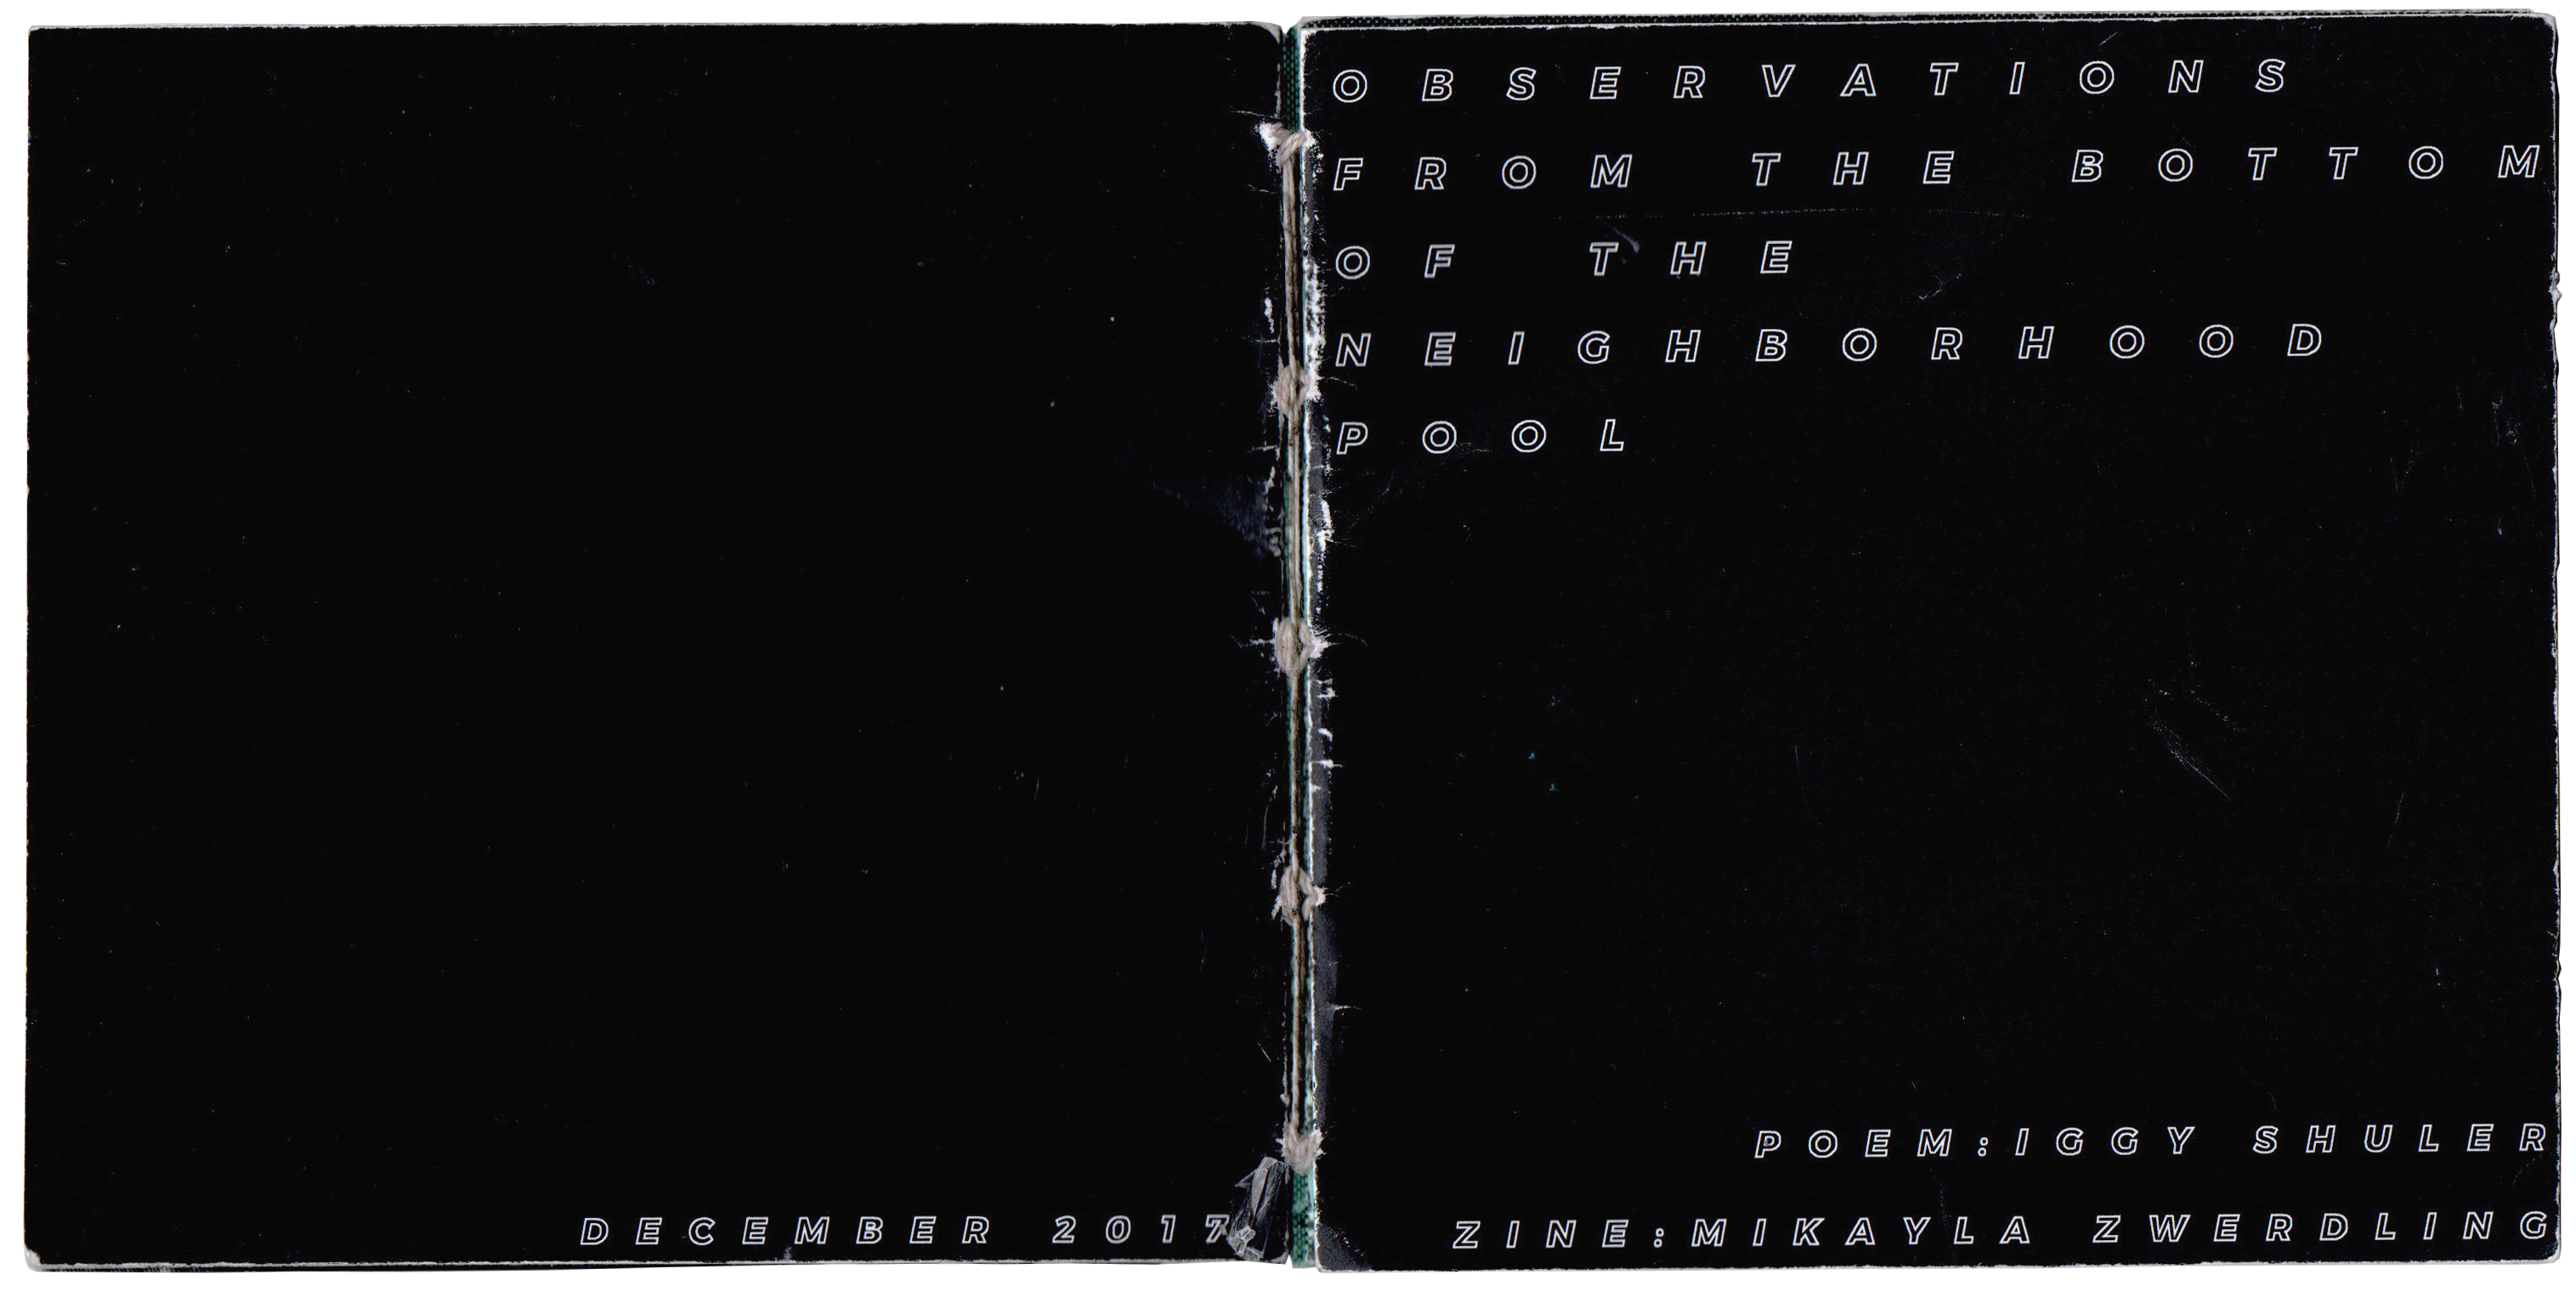 OBSERVATIONS
FROM THE BOTTOM
OF THE
NEIGHBORHOOD
POOL
POEM:IGGY SHULER
ZINE:MIKAYLA ZWERDLING
DECEMBER 2017